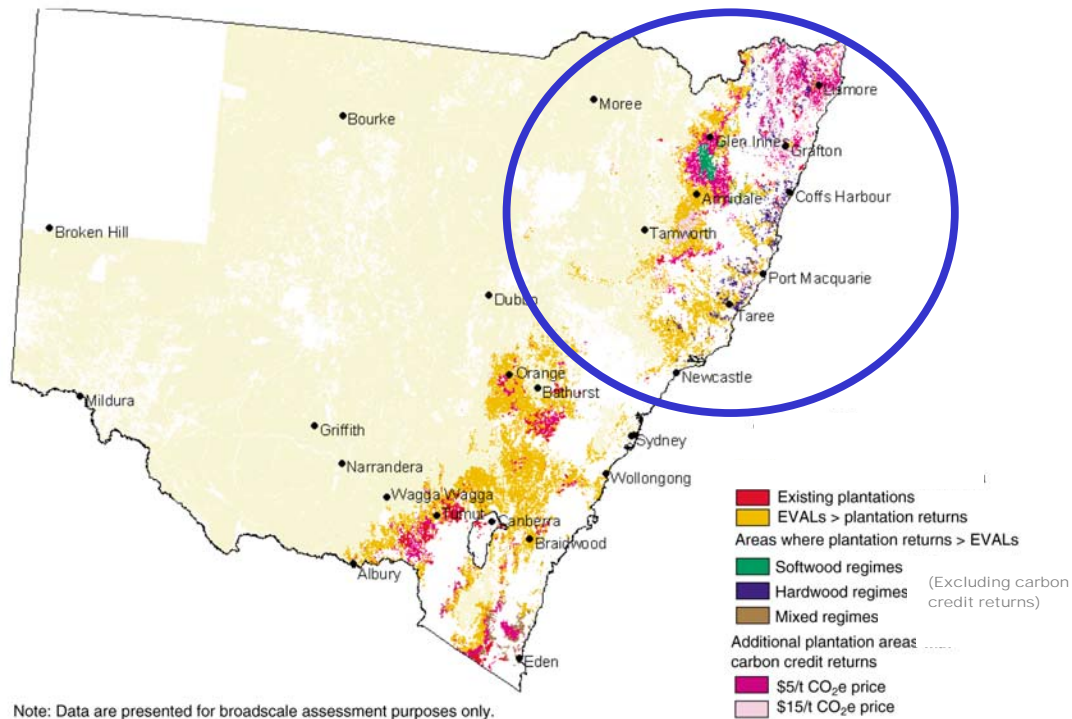 Moree
Lismore
Bourke
Glen Innes
Grafton
Armidale
Coffs Harbour
Broken Hill
Tamworth
Port Macquarie
Dubbo
Taree
Orange
Newcastle
Bathurst
Mildura
Griffith
Sydney
Narrandera
Wollongong
Wagga Wagga
Tumut
Canberra
Braidwood
Albury
Eden
Existing plantations
EVALs > plantation returns
Areas where plantation returns > EVALs
Softwood regimes
Hardwood regimes
Mixed regimes
(Excluding carbon
credit returns)
Additional plantation areas
carbon credit returns
$5/t CO₂e price
$15/t CO₂e price
Note: Data are presented for broadscale assessment purposes only.